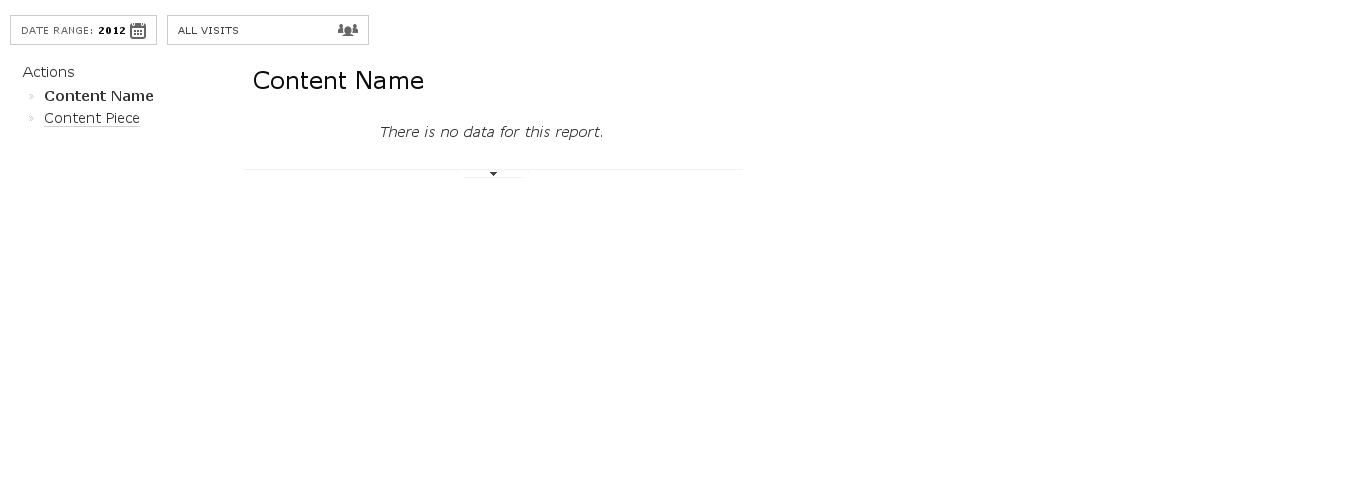 DATE RANGE: 2012
ALL VISITS
Actions
» Content Name
» Content Piece
Content Name
There is no data for this report.